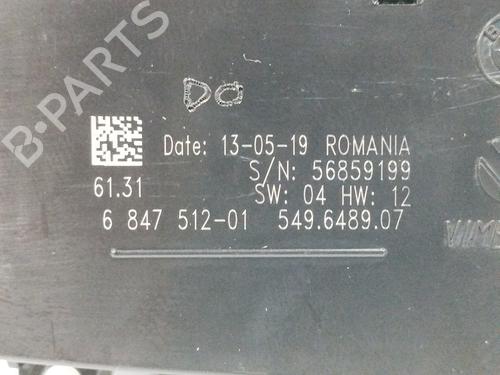 DO
Date: 13-05-19 ROMANIA
S/N: 56859199
61.31
SW: 04 HW: 12
6 847 512-01 549.6489.07
B-PARTS